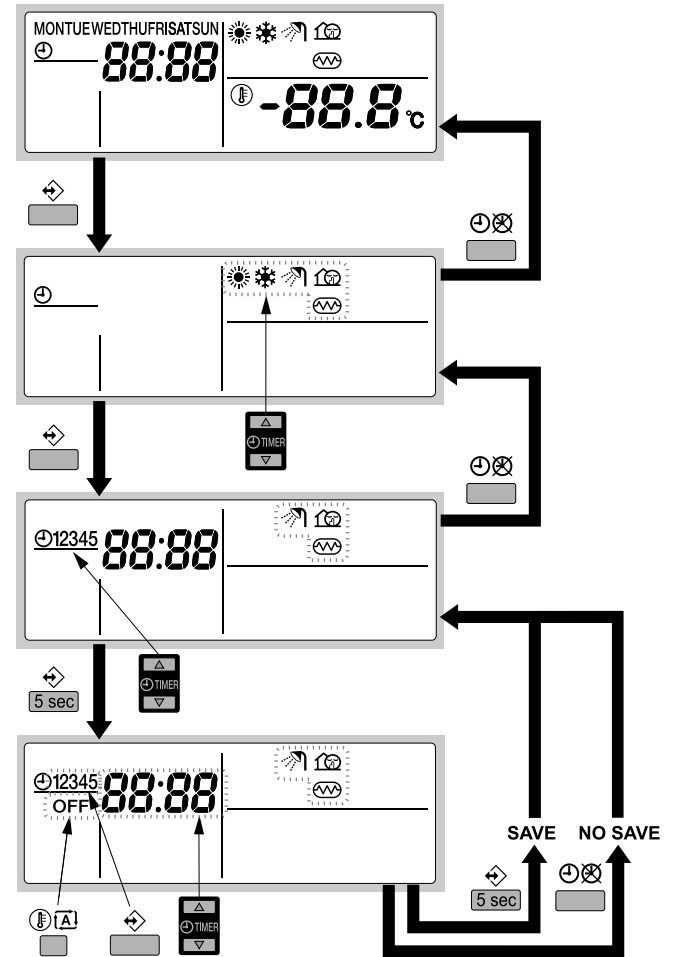 MONTUEWEDTHUFRISATSUN
88:88
-88.8 °C
TIMER
12345 88:88
TIMER
5 sec
12345 88:88
OFF
SAVE NO SAVE
5 sec
A
TIMER